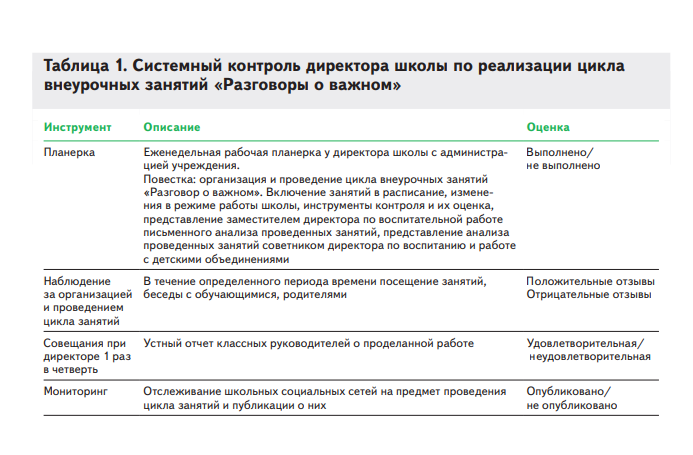 Таблица 1. Системный контроль директора школы по реализации цикла
внеурочных занятий «Разговоры о важном»
Инструмент Описание Оценка
Планерка Еженедельная рабочая планерка у директора школы с администра- Выполнено/
цией учреждения. не выполнено
Повестка: организация и проведение цикла внеурочных занятий
«Разговор о важном». Включение занятий в расписание, измене-
ния в режиме работы школы, инструменты контроля и их оценка,
представление заместителем директора по воспитательной работе
письменного анализа проведенных занятий, представление анализа
проведенных занятий советником директора по воспитанию и работе
с детскими объединениями
Наблюдение В течение определенного периода времени посещение занятий, Положительные отзывы
за организацией беседы с обучающимися, родителями Отрицательные отзывы
и проведением
цикла занятий
Совещания при Устный отчет классных руководителей о проделанной работе Удовлетворительная/
директоре 1 раз неудовлетворительная
в четверть
Мониторинг Отслеживание школьных социальных сетей на предмет проведения Опубликовано/
цикла занятий и публикации о них не опубликовано